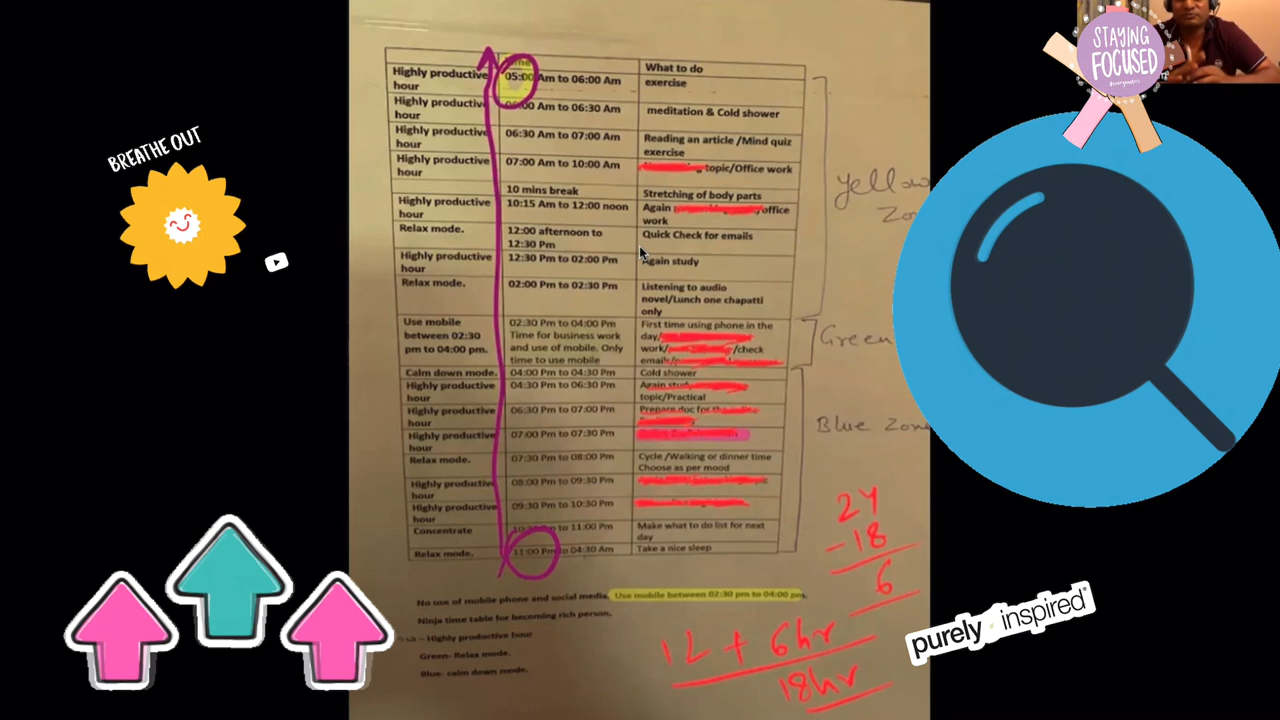 STAYING
FOCUSED
BREATHE OUT
What to do
Highly productive hour
05:00 Am to 06:00 Am
exercise
Highly productive hour
Am to 06:30 Am
meditation & Cold shower
Highly productive hour
06:30 Am to 07:00 Am
Reading an article /Mind quiz
exercise
Highly productive hour
07:00 Am to 10:00 Am
topic/Office work
10 mins break
Stretching of body parts
Highly productive hour
10:15 Am to 12:00 noon
Again
office
work
Relax mode.
12:00 afternoon to
12:30 Pm
Quick Check for emails
Highly productive hour
12:30 Pm to 02:00 Pm
Again study
Relax mode.
02:00 Pm to 02:30 Pm
Listening to audio
novel/Lunch one chapatti
only
Use mobile
between 02:30
pm to 04:00 pm.
02:30 Pm to 04:00 Pm
Time for business work
and use of mobile. Only
time to use mobile
First time using phone in the
day/
work/ /check
emails/
Calm down mode.
04:00 Pm to 04:30 Pm
Cold shower
Highly productive hour
04:30 Pm to 06:30 Pm
Again study
topic/Practical
Highly productive hour
06:30 Pm to 07:00 Pm
Prepare doc for the
Highly productive hour
07:00 Pm to 07:30 Pm
Relax mode.
07:30 Pm to 08:00 Pm
Cycle /Walking or dinner time
Choose as per mood
Highly productive hour
08:00 Pm to 09:30 Pm
Highly productive hour
09:30 Pm to 10:30 Pm
Concentrate
to 11:00 Pm
Make what to do list for next
day
Relax mode.
11:00 Pm to 04:30 Am
Take a nice sleep
Yellow
Zone
Green
Blue Zone
No use of mobile phone and social media. Use mobile between 02:30 pm to 04:00 pm.
Ninja time table for becoming rich person.
– Highly productive hour
Green- Relax mode.
Blue- calm down mode.
24
-18
6
12 + 6hr
18hr
purely inspired®